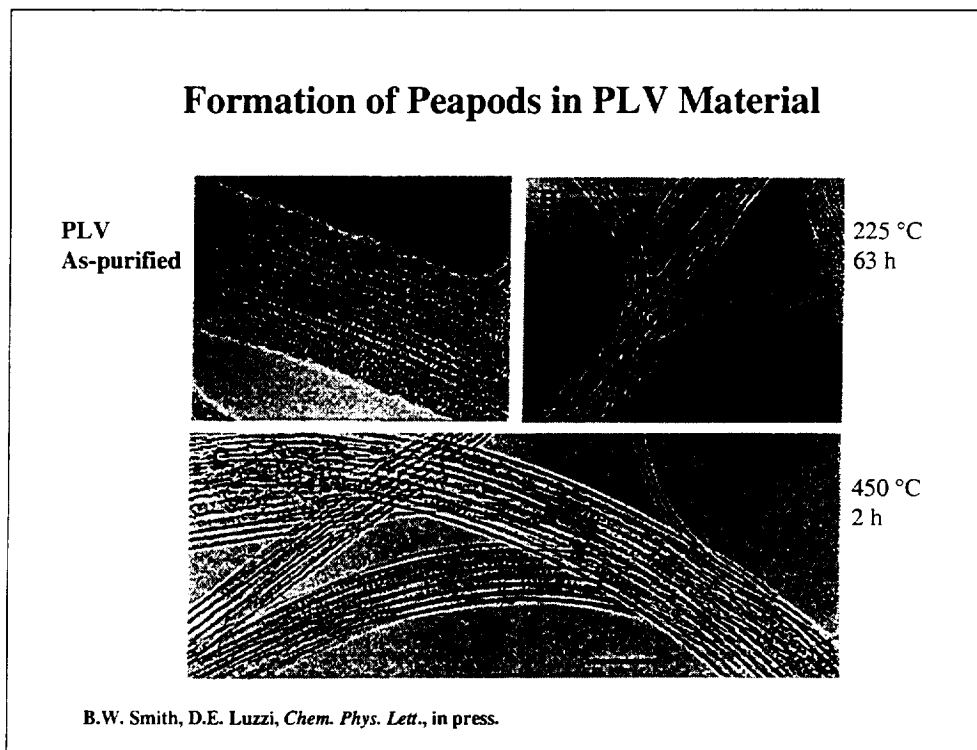 Formation of Peapods in PLV Material
PLV
As-purified
225 °C
63 h
450 °C
2 h
B.W. Smith, D.E. Luzzi, Chem. Phys. Lett., in press.